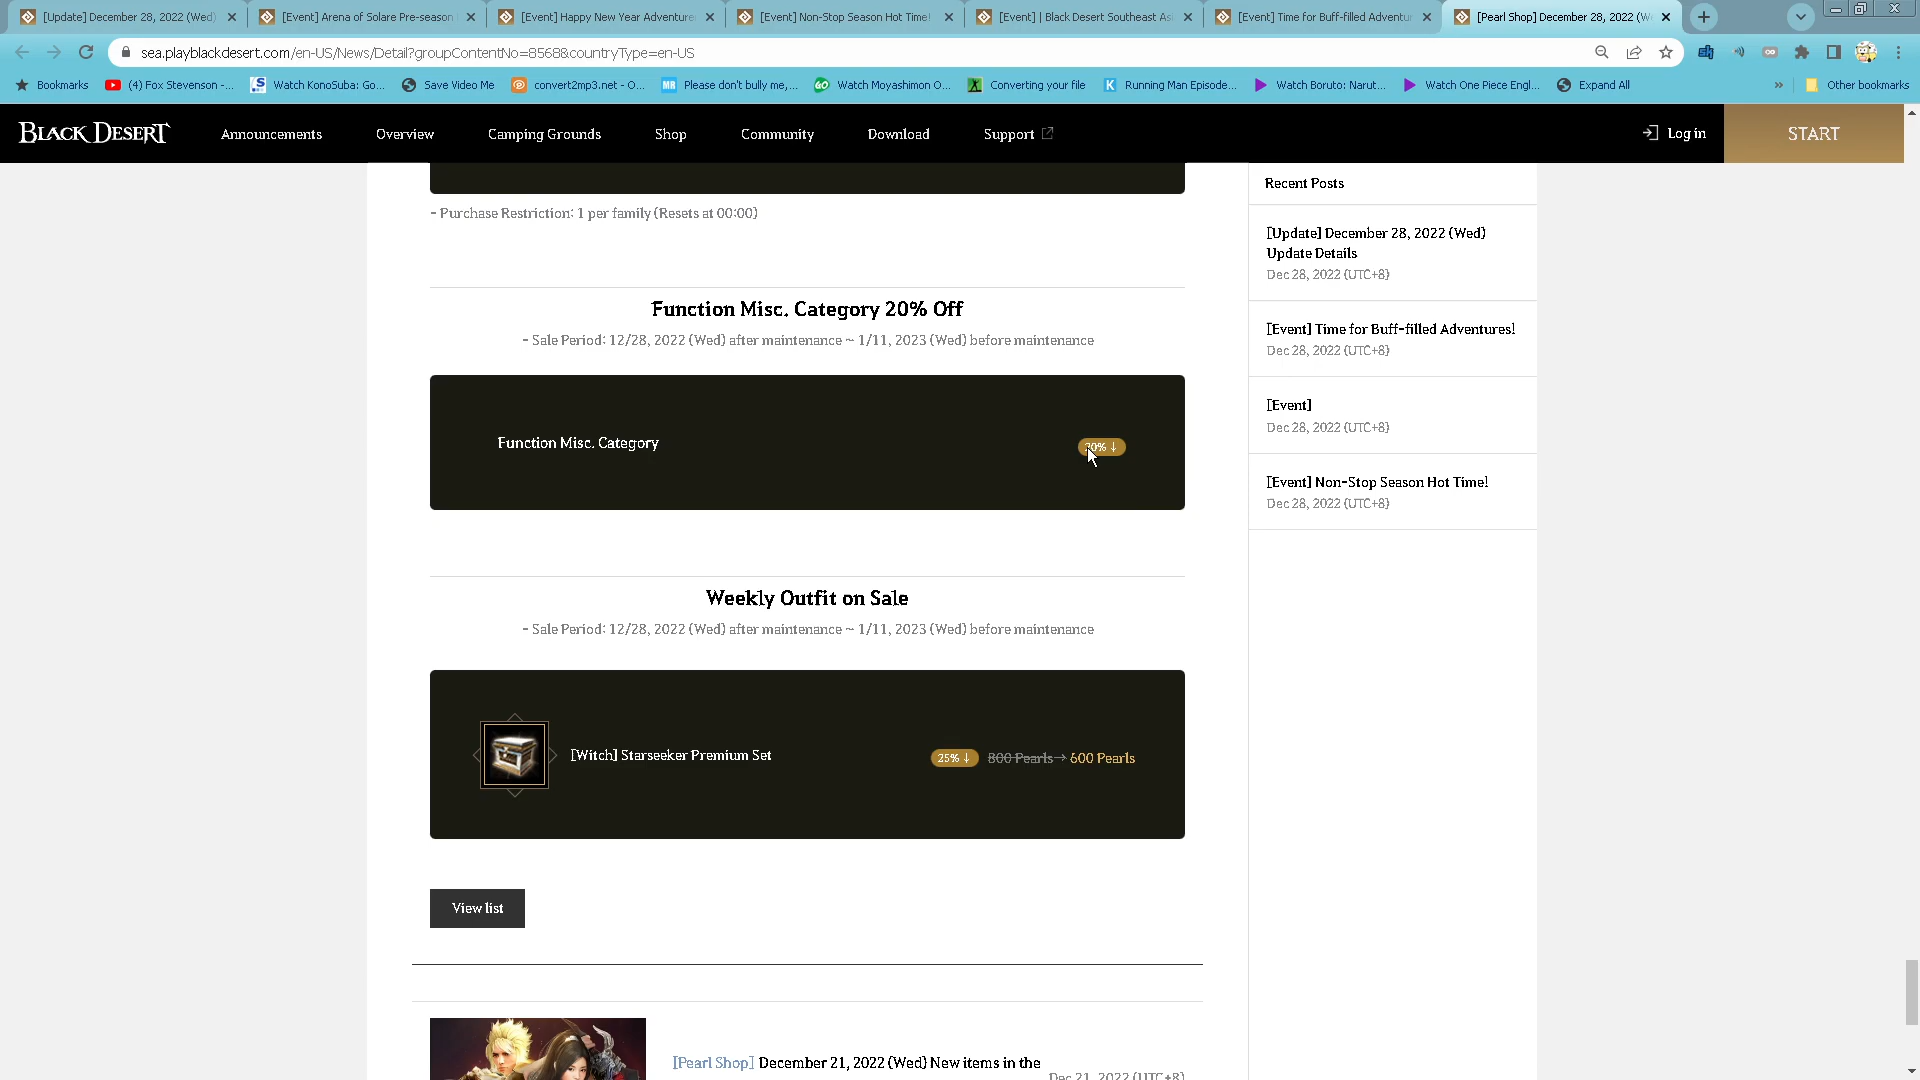 [Update] December 28, 2022 (Wed)
[Event] Arena of Solare Pre-season
[Event] Happy New Year Adventure
[Event] Non-Stop Season Hot Time!
[Event] | Black Desert Southeast As
[Event] Time for Buff-filled Adventu
[Pearl Shop] December 28, 2022 (W
sea.playblackdesert.com/en-US/News/Detail?groupContentNo=8568&countryType=en-US
Bookmarks
(4) Fox Stevenson -...
Watch KonoSuba: Go...
Save Video Me
convert2mp3.net - O...
Please don't bully me,...
Watch Moyashimon O...
Converting your file
Running Man Episode...
Watch Boruto: Narut...
Watch One Piece Engl...
Expand All
»
Other bookmarks
BLACK DESERT
Announcements
Overview
Camping Grounds
Shop
Community
Download
Support
Log in
START
- Purchase Restriction: 1 per family (Resets at 00:00)
Function Misc. Category 20% Off
- Sale Period: 12/28, 2022 (Wed) after maintenance ~ 1/11, 2023 (Wed) before maintenance
Function Misc. Category
20% ↓
Weekly Outfit on Sale
- Sale Period: 12/28, 2022 (Wed) after maintenance ~ 1/11, 2023 (Wed) before maintenance
[Witch] Starseeker Premium Set
25% ↓ 800 Pearls → 600 Pearls
View list
[Pearl Shop] December 21, 2022 (Wed) New items in the
Dec 21, 2022 (UTC+8)
Recent Posts
[Update] December 28, 2022 (Wed)
Update Details
Dec 28, 2022 (UTC+8)
[Event] Time for Buff-filled Adventures!
Dec 28, 2022 (UTC+8)
[Event]
Dec 28, 2022 (UTC+8)
[Event] Non-Stop Season Hot Time!
Dec 28, 2022 (UTC+8)